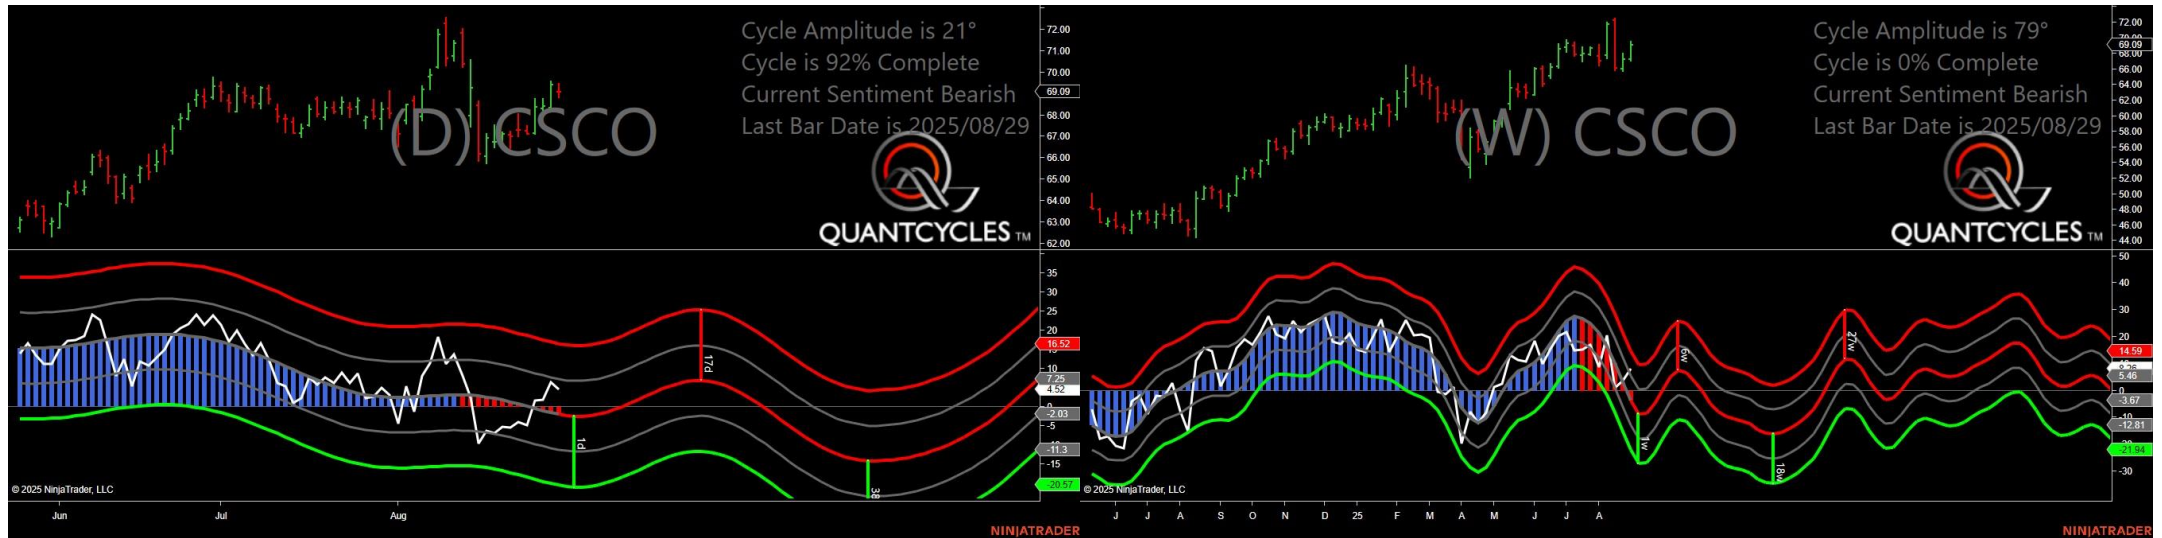 Cycle Amplitude is 21°
Cycle is 92% Complete
Current Sentiment Bearish
Last Bar Date is 2025/08/29
(D) CSCO
QUANTCYCLES TM
72.00
71.00
70.00
69.09
68.00
67.00
66.00
65.00
64.00
63.00
62.00
35
30
25
20
16.52
15
10
7.25
4.52
0
-2.03
-5
-11.3
-15
-20.57
17d
1d
38
© 2025 NinjaTrader, LLC
Jun
Jul
Aug
NINJATRADER
Cycle Amplitude is 79°
Cycle is 0% Complete
Current Sentiment Bearish
Last Bar Date is 2025/08/29
(W) CSCO
QUANTCYCLES TM
72.00
70.00
69.09
68.00
66.00
64.00
62.00
60.00
58.00
56.00
54.00
52.00
50.00
48.00
46.00
44.00
50
40
30
20
14.59
8.26
5.46
0
-3.67
-10
-12.81
-21.94
-30
6w
27w
1w
18w
© 2025 NinjaTrader, LLC
J
J
A
S
O
N
D
25
F
M
A
M
J
J
A
NINJATRADER